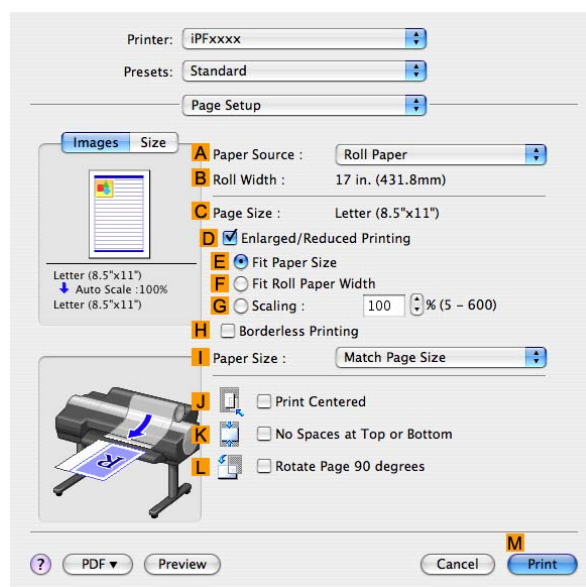 Printer: iPFxxxx
Presets: Standard
Page Setup
Images Size
A Paper Source : Roll Paper
B Roll Width : 17 in. (431.8mm)
C Page Size : Letter (8.5"x11")
D Enlarged/Reduced Printing
E Fit Paper Size
F Fit Roll Paper Width
G Scaling : 100 % (5 – 600)
Letter (8.5"x11")
Auto Scale :100%
Letter (8.5"x11")
H Borderless Printing
I Paper Size : Match Page Size
J Print Centered
K No Spaces at Top or Bottom
L Rotate Page 90 degrees
R
M
? PDF Preview Cancel Print